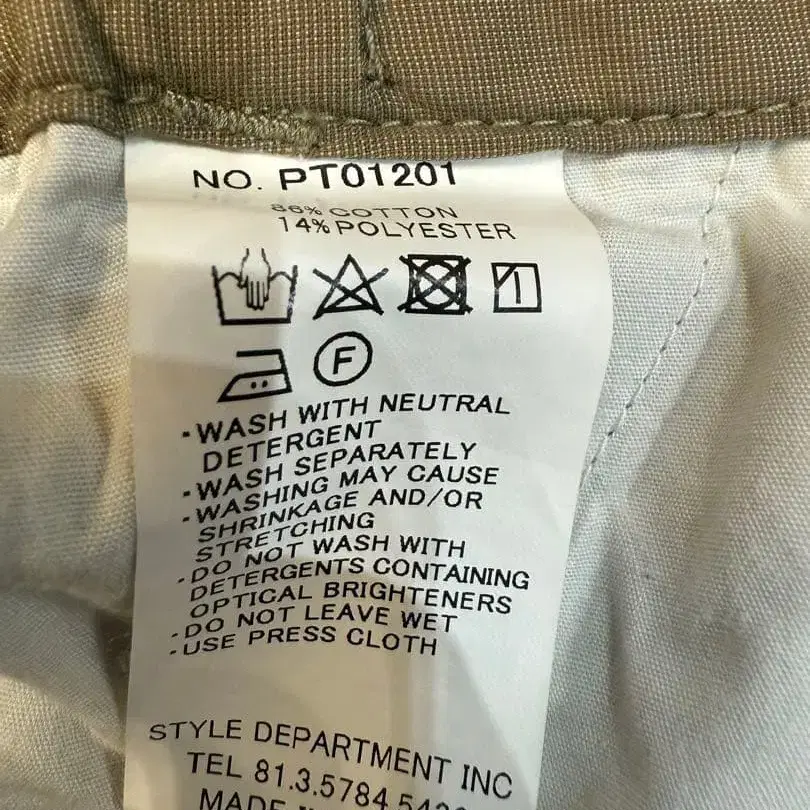 NO. PT01201
86% COTTON
14% POLYESTER
F
-WASH WITH NEUTRAL
DETERGENT
-WASH SEPARATELY
-WASHING MAY CAUSE
SHRINKAGE AND/OR
STRETCHING
-DO NOT WASH WITH
DETERGENTS CONTAINING
OPTICAL BRIGHTENERS
-DO NOT LEAVE WET
-USE PRESS CLOTH
STYLE DEPARTMENT INC
TEL 81.3.5784
MADE